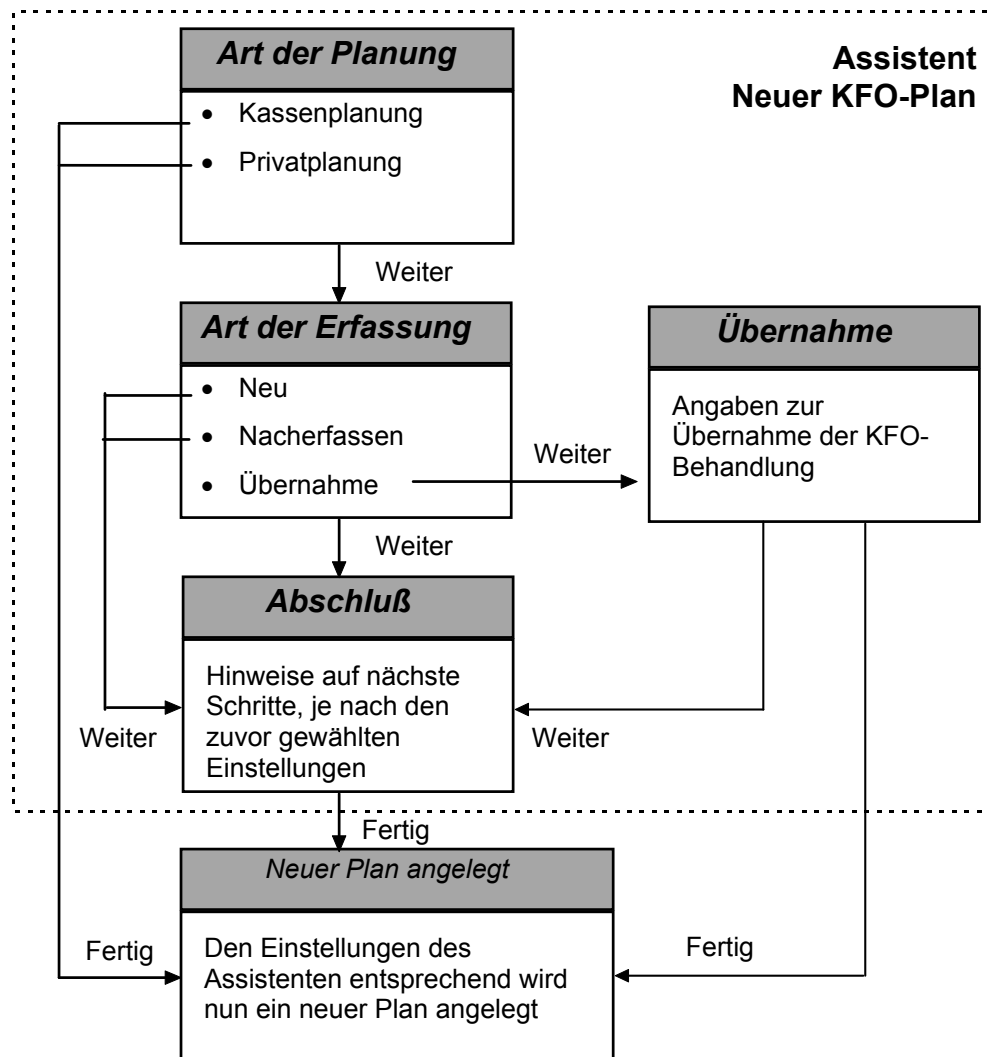 Assistent
Neuer KFO-Plan
Art der Planung
• Kassenplanung
• Privatplanung
Weiter
Art der Erfassung
• Neu
• Nacherfassen
• Übernahme
Weiter
Übernahme
Angaben zur
Übernahme der KFO-
Behandlung
Weiter
Abschluß
Hinweise auf nächste
Schritte, je nach den
zuvor gewählten
Einstellungen
Weiter
Weiter
Fertig
Neuer Plan angelegt
Den Einstellungen des
Assistenten entsprechend wird
nun ein neuer Plan angelegt
Fertig
Fertig